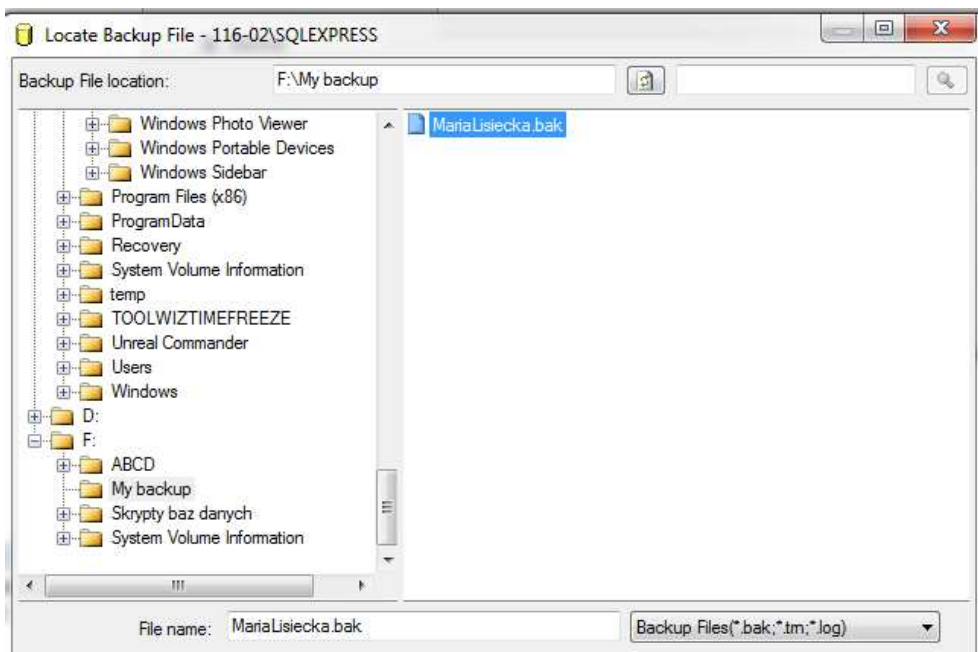 Locate Backup File - 116-02\SQLEXPRESS
Backup File location: F:\My backup
Windows Photo Viewer
Windows Portable Devices
Windows Sidebar
Program Files (x86)
ProgramData
Recovery
System Volume Information
temp
TOOLWIZTIMEFREEZE
Unreal Commander
Users
Windows
D:
F:
ABCD
My backup
Skrypty baz danych
System Volume Information
MariaLisiecka.bak
File name: MariaLisiecka.bak Backup Files(*.bak;*.trn;*.log)